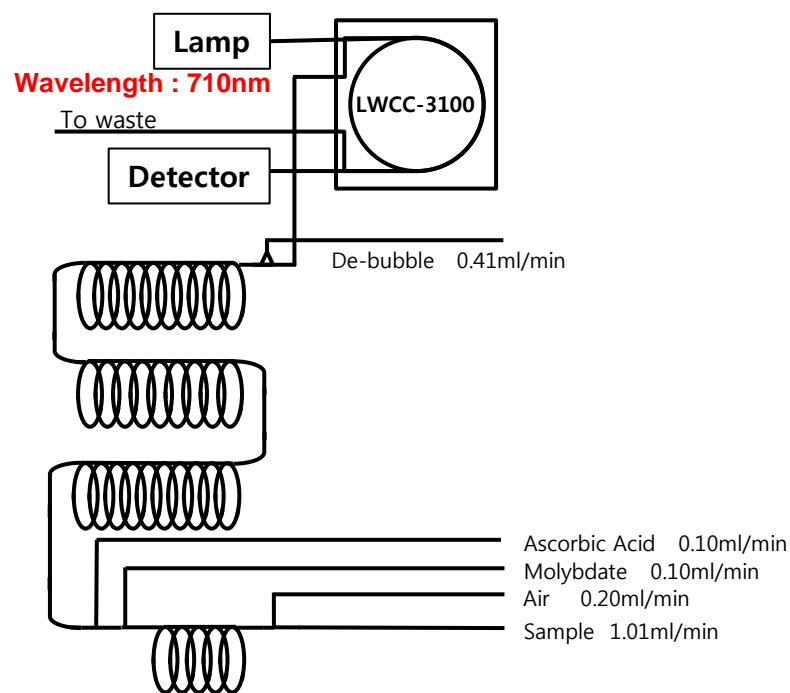 Lamp
Wavelength : 710nm
LWCC-3100
To waste
Detector
De-bubble 0.41ml/min
Ascorbic Acid 0.10ml/min
Molybdate 0.10ml/min
Air 0.20ml/min
Sample 1.01ml/min